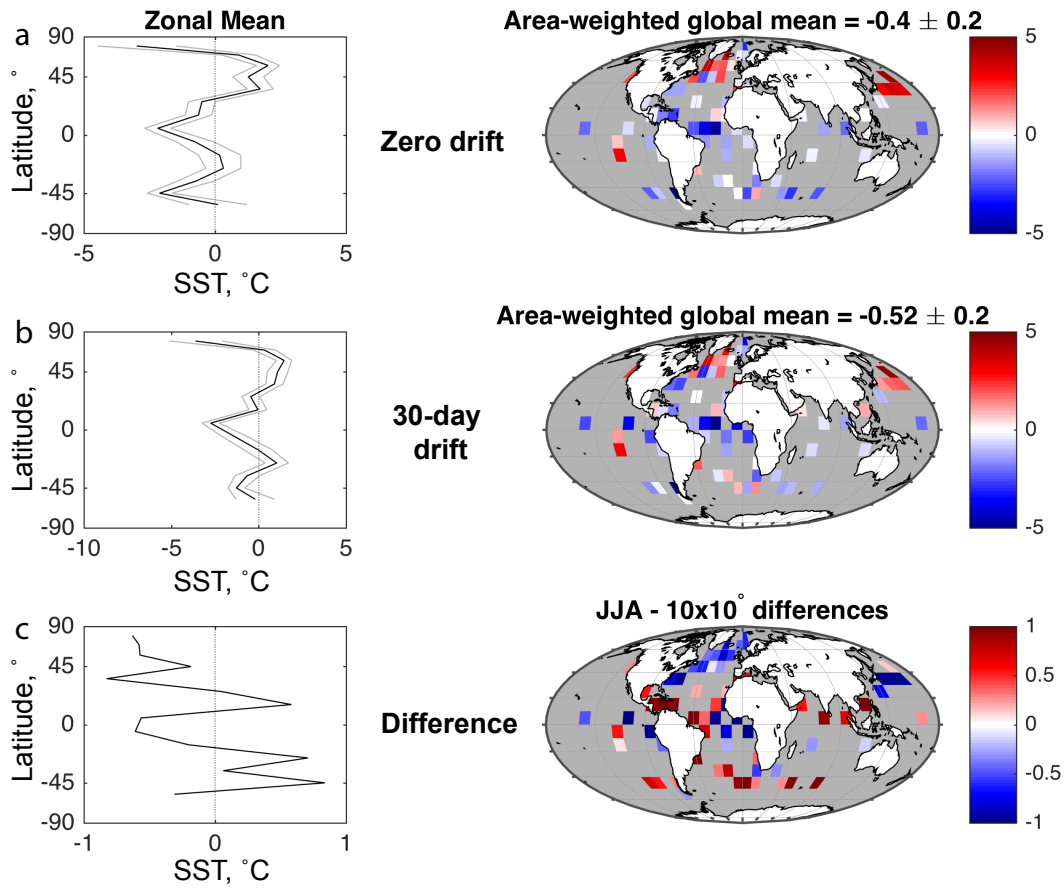 Zonal Mean
Area-weighted global mean = -0.4 ± 0.2
a
90
45
0
-45
-90
Latitude, °
-5
0
5
SST, °C
Zero drift
5
0
-5
Area-weighted global mean = -0.52 ± 0.2
b
90
45
0
-45
-90
Latitude, °
-10
-5
0
5
SST, °C
30-day
drift
5
0
-5
JJA - 10x10° differences
c
90
45
0
-45
-90
Latitude, °
-1
0
1
SST, °C
Difference
1
0.5
0
-0.5
-1